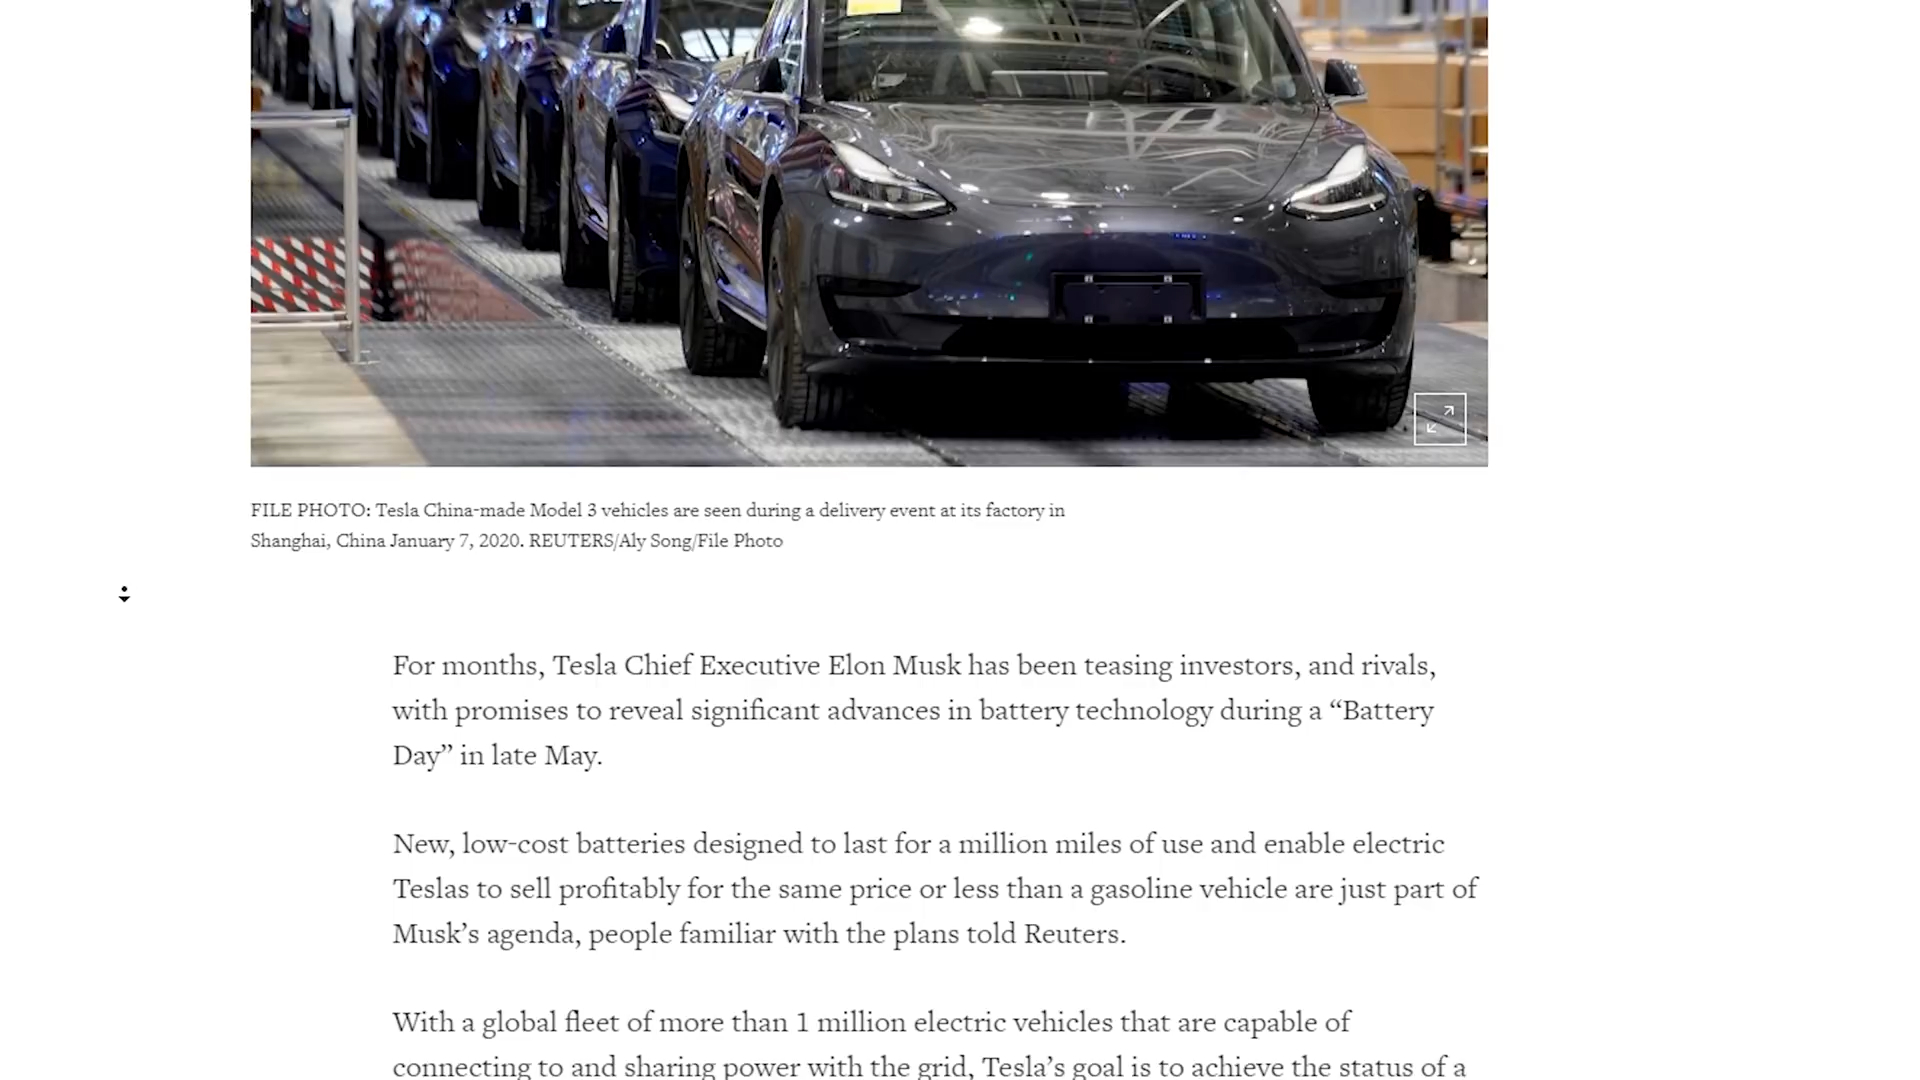 FILE PHOTO: Tesla China-made Model 3 vehicles are seen during a delivery event at its factory in
Shanghai, China January 7, 2020. REUTERS/Aly Song/File Photo
For months, Tesla Chief Executive Elon Musk has been teasing investors, and rivals,
with promises to reveal significant advances in battery technology during a “Battery
Day” in late May.
New, low-cost batteries designed to last for a million miles of use and enable electric
Teslas to sell profitably for the same price or less than a gasoline vehicle are just part of
Musk’s agenda, people familiar with the plans told Reuters.
With a global fleet of more than 1 million electric vehicles that are capable of
connecting to and sharing power with the grid, Tesla’s goal is to achieve the status of a